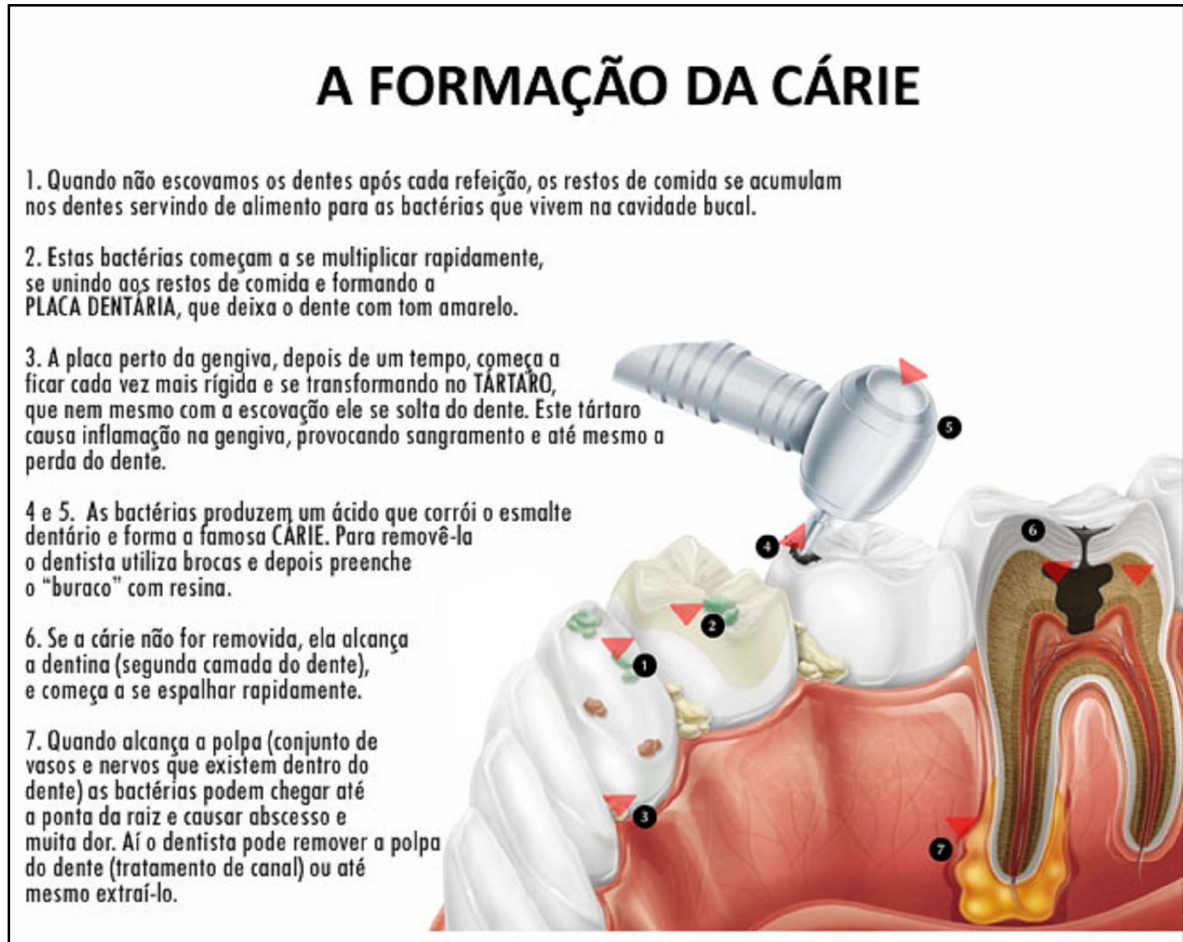 A FORMAÇÃO DA CÁRIE
1. Quando não escovamos os dentes após cada refeição, os restos de comida se acumulam
nos dentes servindo de alimento para as bactérias que vivem na cavidade bucal.
2. Estas bactérias começam a se multiplicar rapidamente,
se unindo aos restos de comida e formando a
PLACA DENTÁRIA, que deixa o dente com tom amarelo.
3. A placa perto da gengiva, depois de um tempo, começa a
ficar cada vez mais rígida e se transformando no TÁRTARO,
que nem mesmo com a escovação ele se solta do dente. Este tártaro
causa inflamação na gengiva, provocando sangramento e até mesmo a
perda do dente.
4 e 5. As bactérias produzem um ácido que corrói o esmalte
dentário e forma a famosa CÁRIE. Para removê-la
o dentista utiliza brocas e depois preenche
o “buraco” com resina.
6. Se a cárie não for removida, ela alcança
a dentina (segunda camada do dente),
e começa a se espalhar rapidamente.
7. Quando alcança a polpa (conjunto de
vasos e nervos que existem dentro do
dente) as bactérias podem chegar até
a ponta da raiz e causar abscesso e
muita dor. Aí o dentista pode remover a polpa
do dente (tratamento de canal) ou até
mesmo extraí-lo.
5
6
4
2
1
3
7